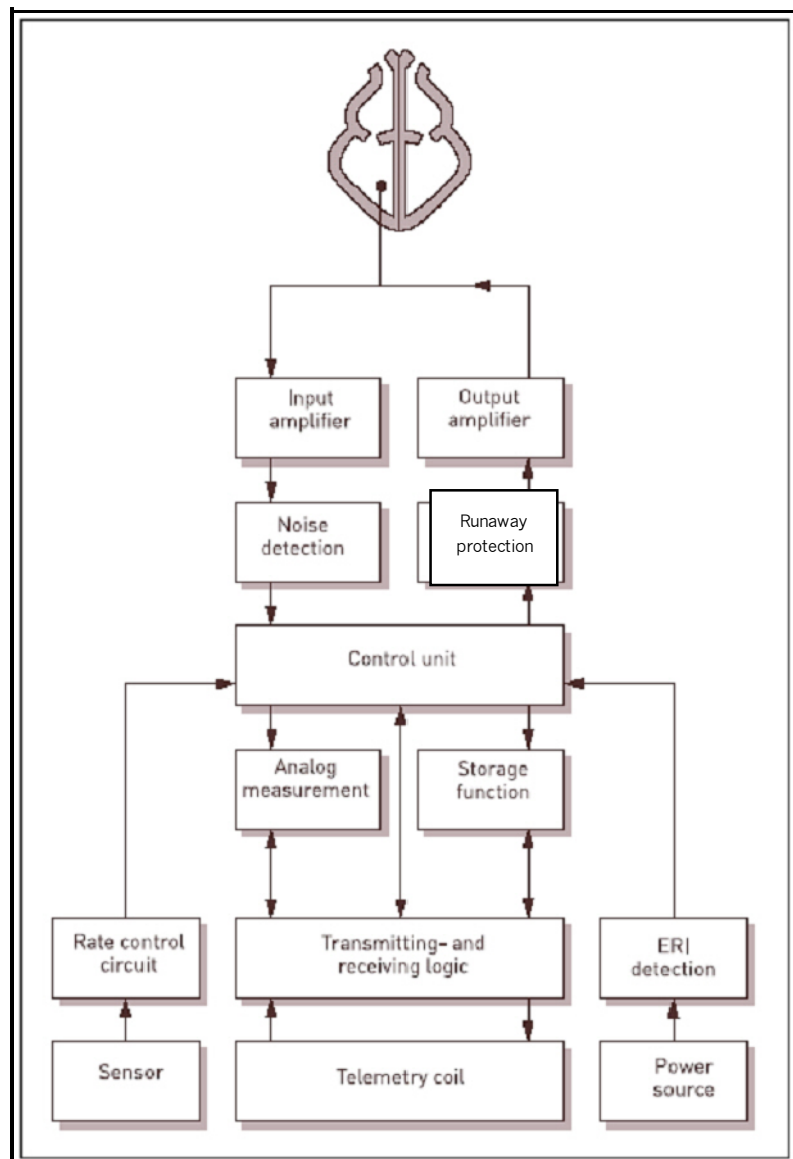 Input
amplifier
Output
amplifier
Noise
detection
Runaway
protection
Control unit
Analog
measurement
Storage
function
Rate control
circuit
Transmitting- and
receiving logic
ERI
detection
Sensor
Telemetry coil
Power
source